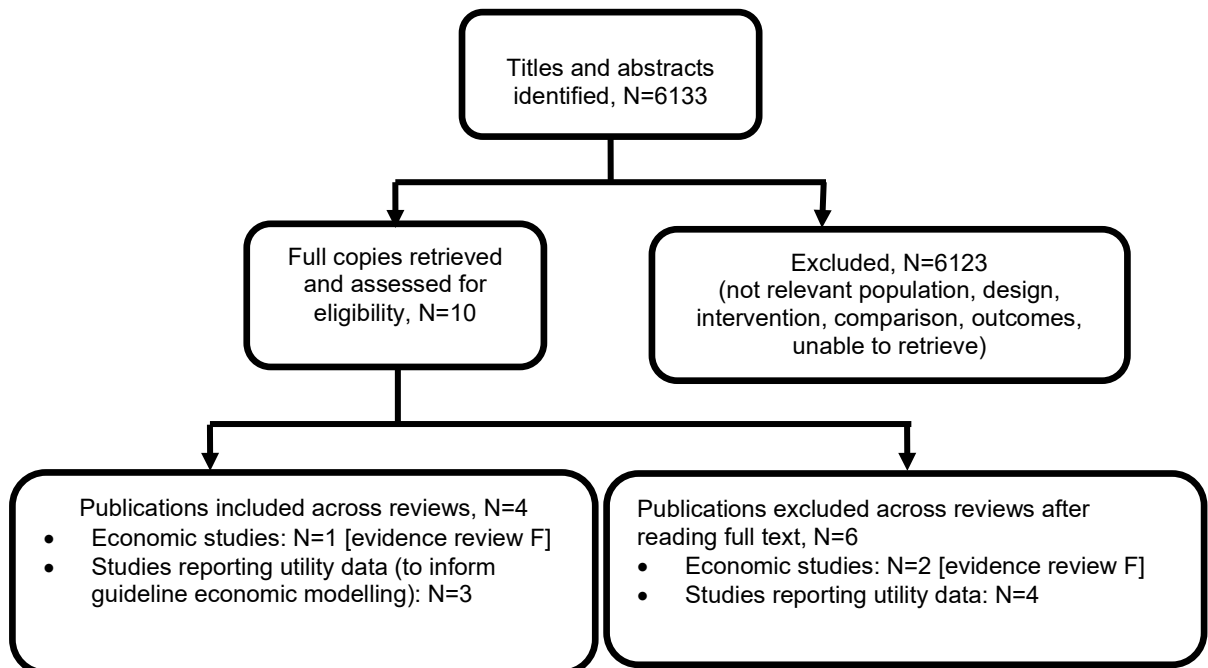 Titles and abstracts
identified, N=6133
Full copies retrieved
and assessed for
eligibility, N=10
Excluded, N=6123
(not relevant population, design,
intervention, comparison, outcomes,
unable to retrieve)
Publications included across reviews, N=4
• Economic studies: N=1 [evidence review F]
• Studies reporting utility data (to inform
guideline economic modelling): N=3
Publications excluded across reviews after
reading full text, N=6
• Economic studies: N=2 [evidence review F]
• Studies reporting utility data: N=4